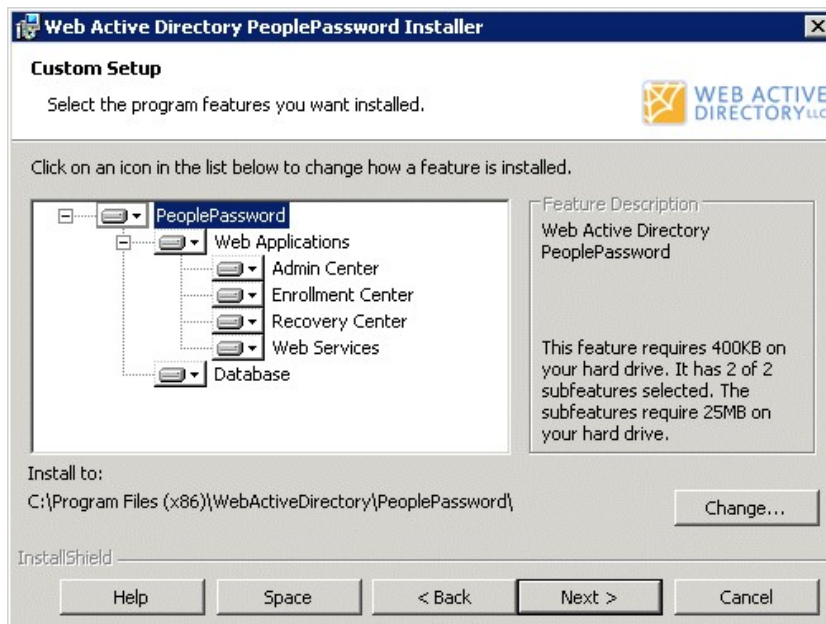 Web Active Directory PeoplePassword Installer
Custom Setup
Select the program features you want installed.
WEB ACTIVE
DIRECTORY LLC
Click on an icon in the list below to change how a feature is installed.
PeoplePassword
Web Applications
Admin Center
Enrollment Center
Recovery Center
Web Services
Database
Feature Description
Web Active Directory
PeoplePassword
This feature requires 400KB on
your hard drive. It has 2 of 2
subfeatures selected. The
subfeatures require 25MB on
your hard drive.
Install to:
C:\Program Files (x86)\WebActiveDirectory\PeoplePassword\
Change...
InstallShield
Help
Space
< Back
Next >
Cancel